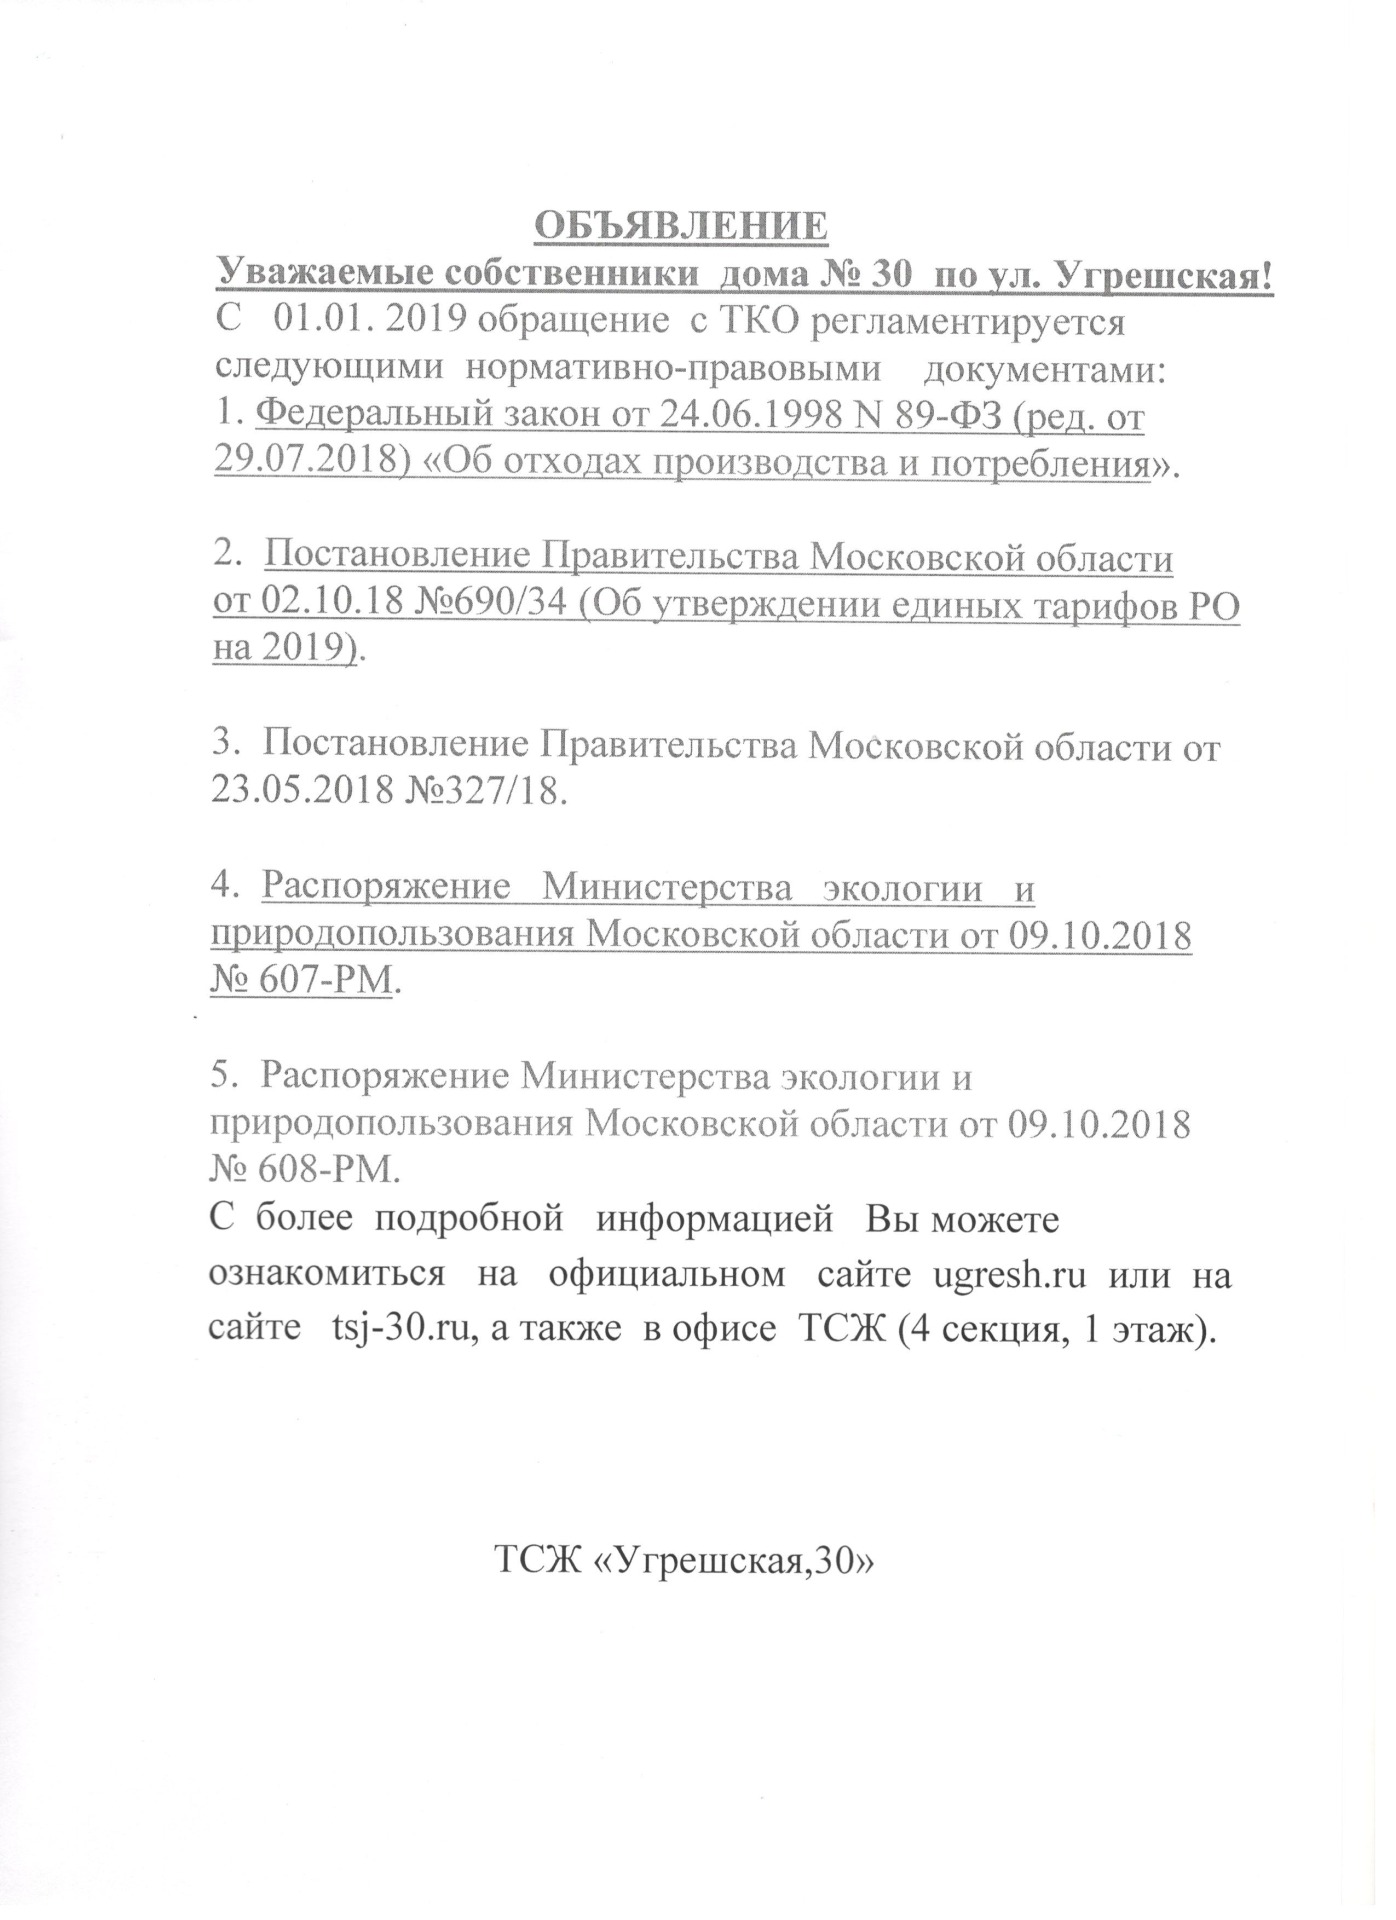 ОБЪЯВЛЕНИЕ
Уважаемые собственники дома № 30 по ул. Угрешская!
С 01.01. 2019 обращение с ТКО регламентируется
следующими нормативно-правовыми документами:
1. Федеральный закон от 24.06.1998 N 89-ФЗ (ред. от
29.07.2018) «Об отходах производства и потребления».
2. Постановление Правительства Московской области
от 02.10.18 №690/34 (Об утверждении единых тарифов РО
на 2019).
3. Постановление Правительства Московской области от
23.05.2018 №327/18.
4. Распоряжение Министерства экологии и
природопользования Московской области от 09.10.2018
№ 607-РМ.
5. Распоряжение Министерства экологии и
природопользования Московской области от 09.10.2018
№ 608-РМ.
С более подробной информацией Вы можете
ознакомиться на официальном сайте ugresh.ru или на
сайте tsj-30.ru, а также в офисе ТСЖ (4 секция, 1 этаж).
ТСЖ «Угрешская,30»